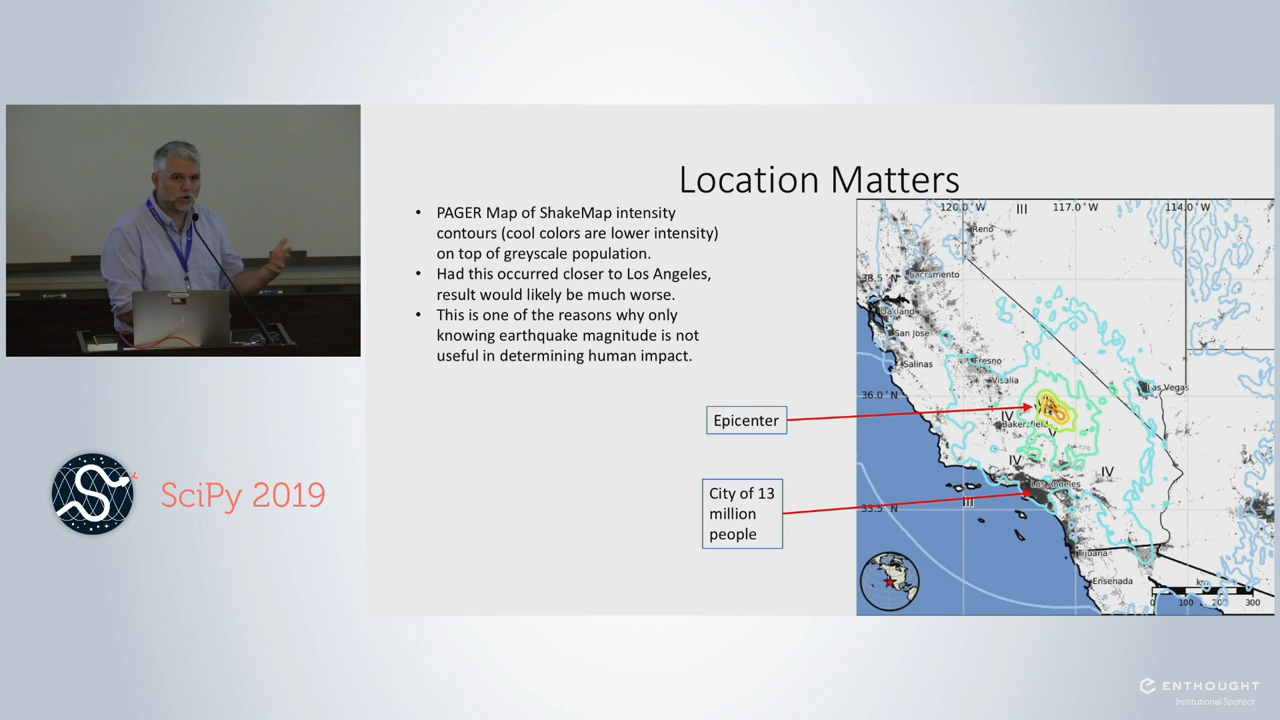 Location Matters
• PAGER Map of ShakeMap intensity
contours (cool colors are lower intensity)
on top of greyscale population.
• Had this occurred closer to Los Angeles,
result would likely be much worse.
• This is one of the reasons why only
knowing earthquake magnitude is not
useful in determining human impact.
Epicenter
City of 13
million
people
120.0°W
III
117.0°W
114.0°W
Reno
38.5°N
Sacramento
Oakland
San Jose
Salinas
Fresno
Visalia
Las Vegas
36.0°N
IV
Bakersfield
V
IV
IV
Los Angeles
III
33.5°N
Tijuana
Ensenada
km
0 100 200 300
SciPy 2019
ENTHOUGHT
Institutional Sponsor